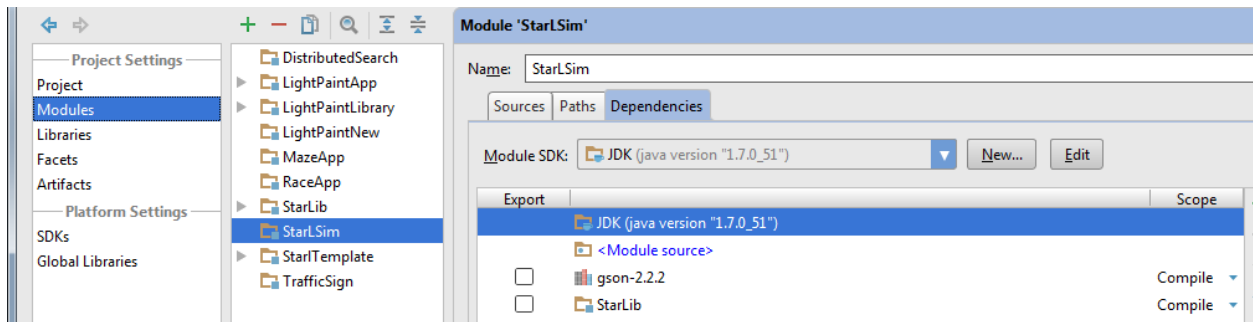 Project Settings
Project
Modules
Libraries
Facets
Artifacts
Platform Settings
SDKs
Global Libraries
DistributedSearch
LightPaintApp
LightPaintLibrary
LightPaintNew
MazeApp
RaceApp
StarLib
StarLSim
StarlTemplate
TrafficSign
Module 'StarLSim'
Name: StarLSim
Sources Paths Dependencies
Module SDK: JDK (java version "1.7.0_51") New... Edit
Export Scope
JDK (java version "1.7.0_51")
<Module source>
gson-2.2.2 Compile
StarLib Compile